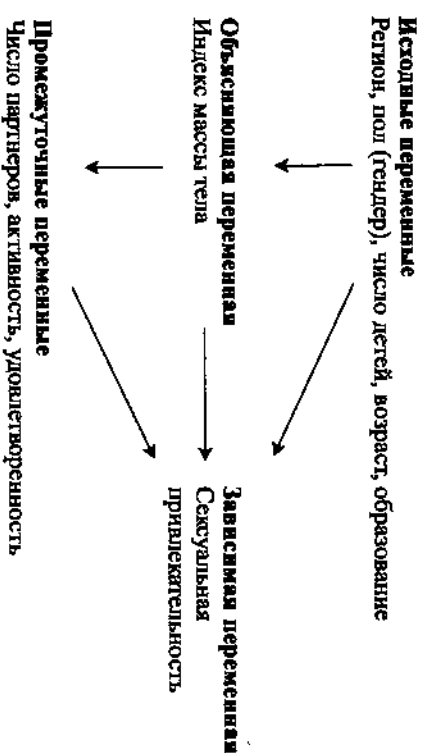 Исходные переменные
Регион, пол (гендер), число детей, возраст, образование
Объясняющая переменная
Индекс массы тела
Зависимая переменная
Сексуальная
привлекательность
Промежуточные переменные
Число партнеров, активность, удовлетворенность